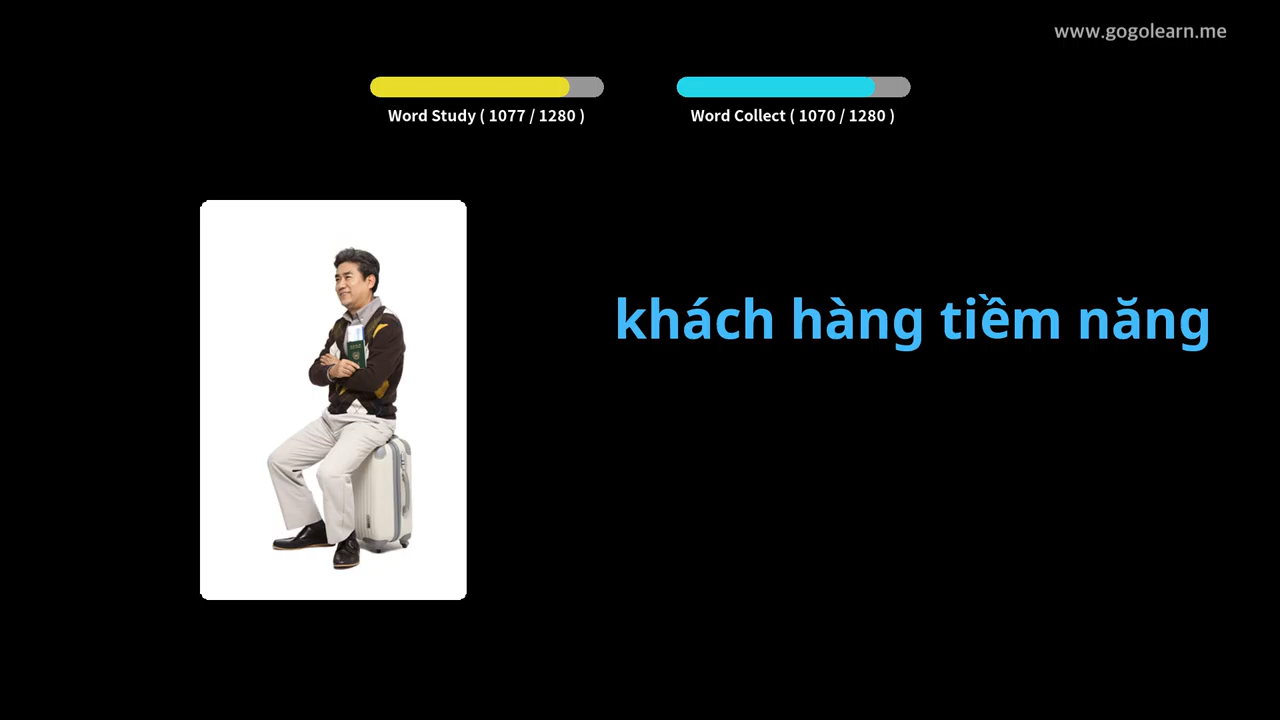 www.gogolearn.me
Word Study ( 1077 / 1280 )
Word Collect ( 1070 / 1280 )
khách hàng tiềm năng